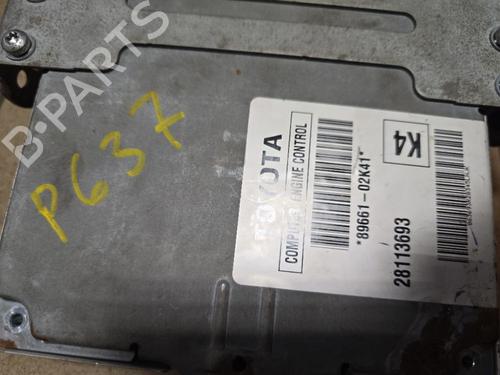 B-PARTS
P637
TOYOTA
COMPUTER, ENGINE CONTROL
*89661-02K41*
28113693
K4